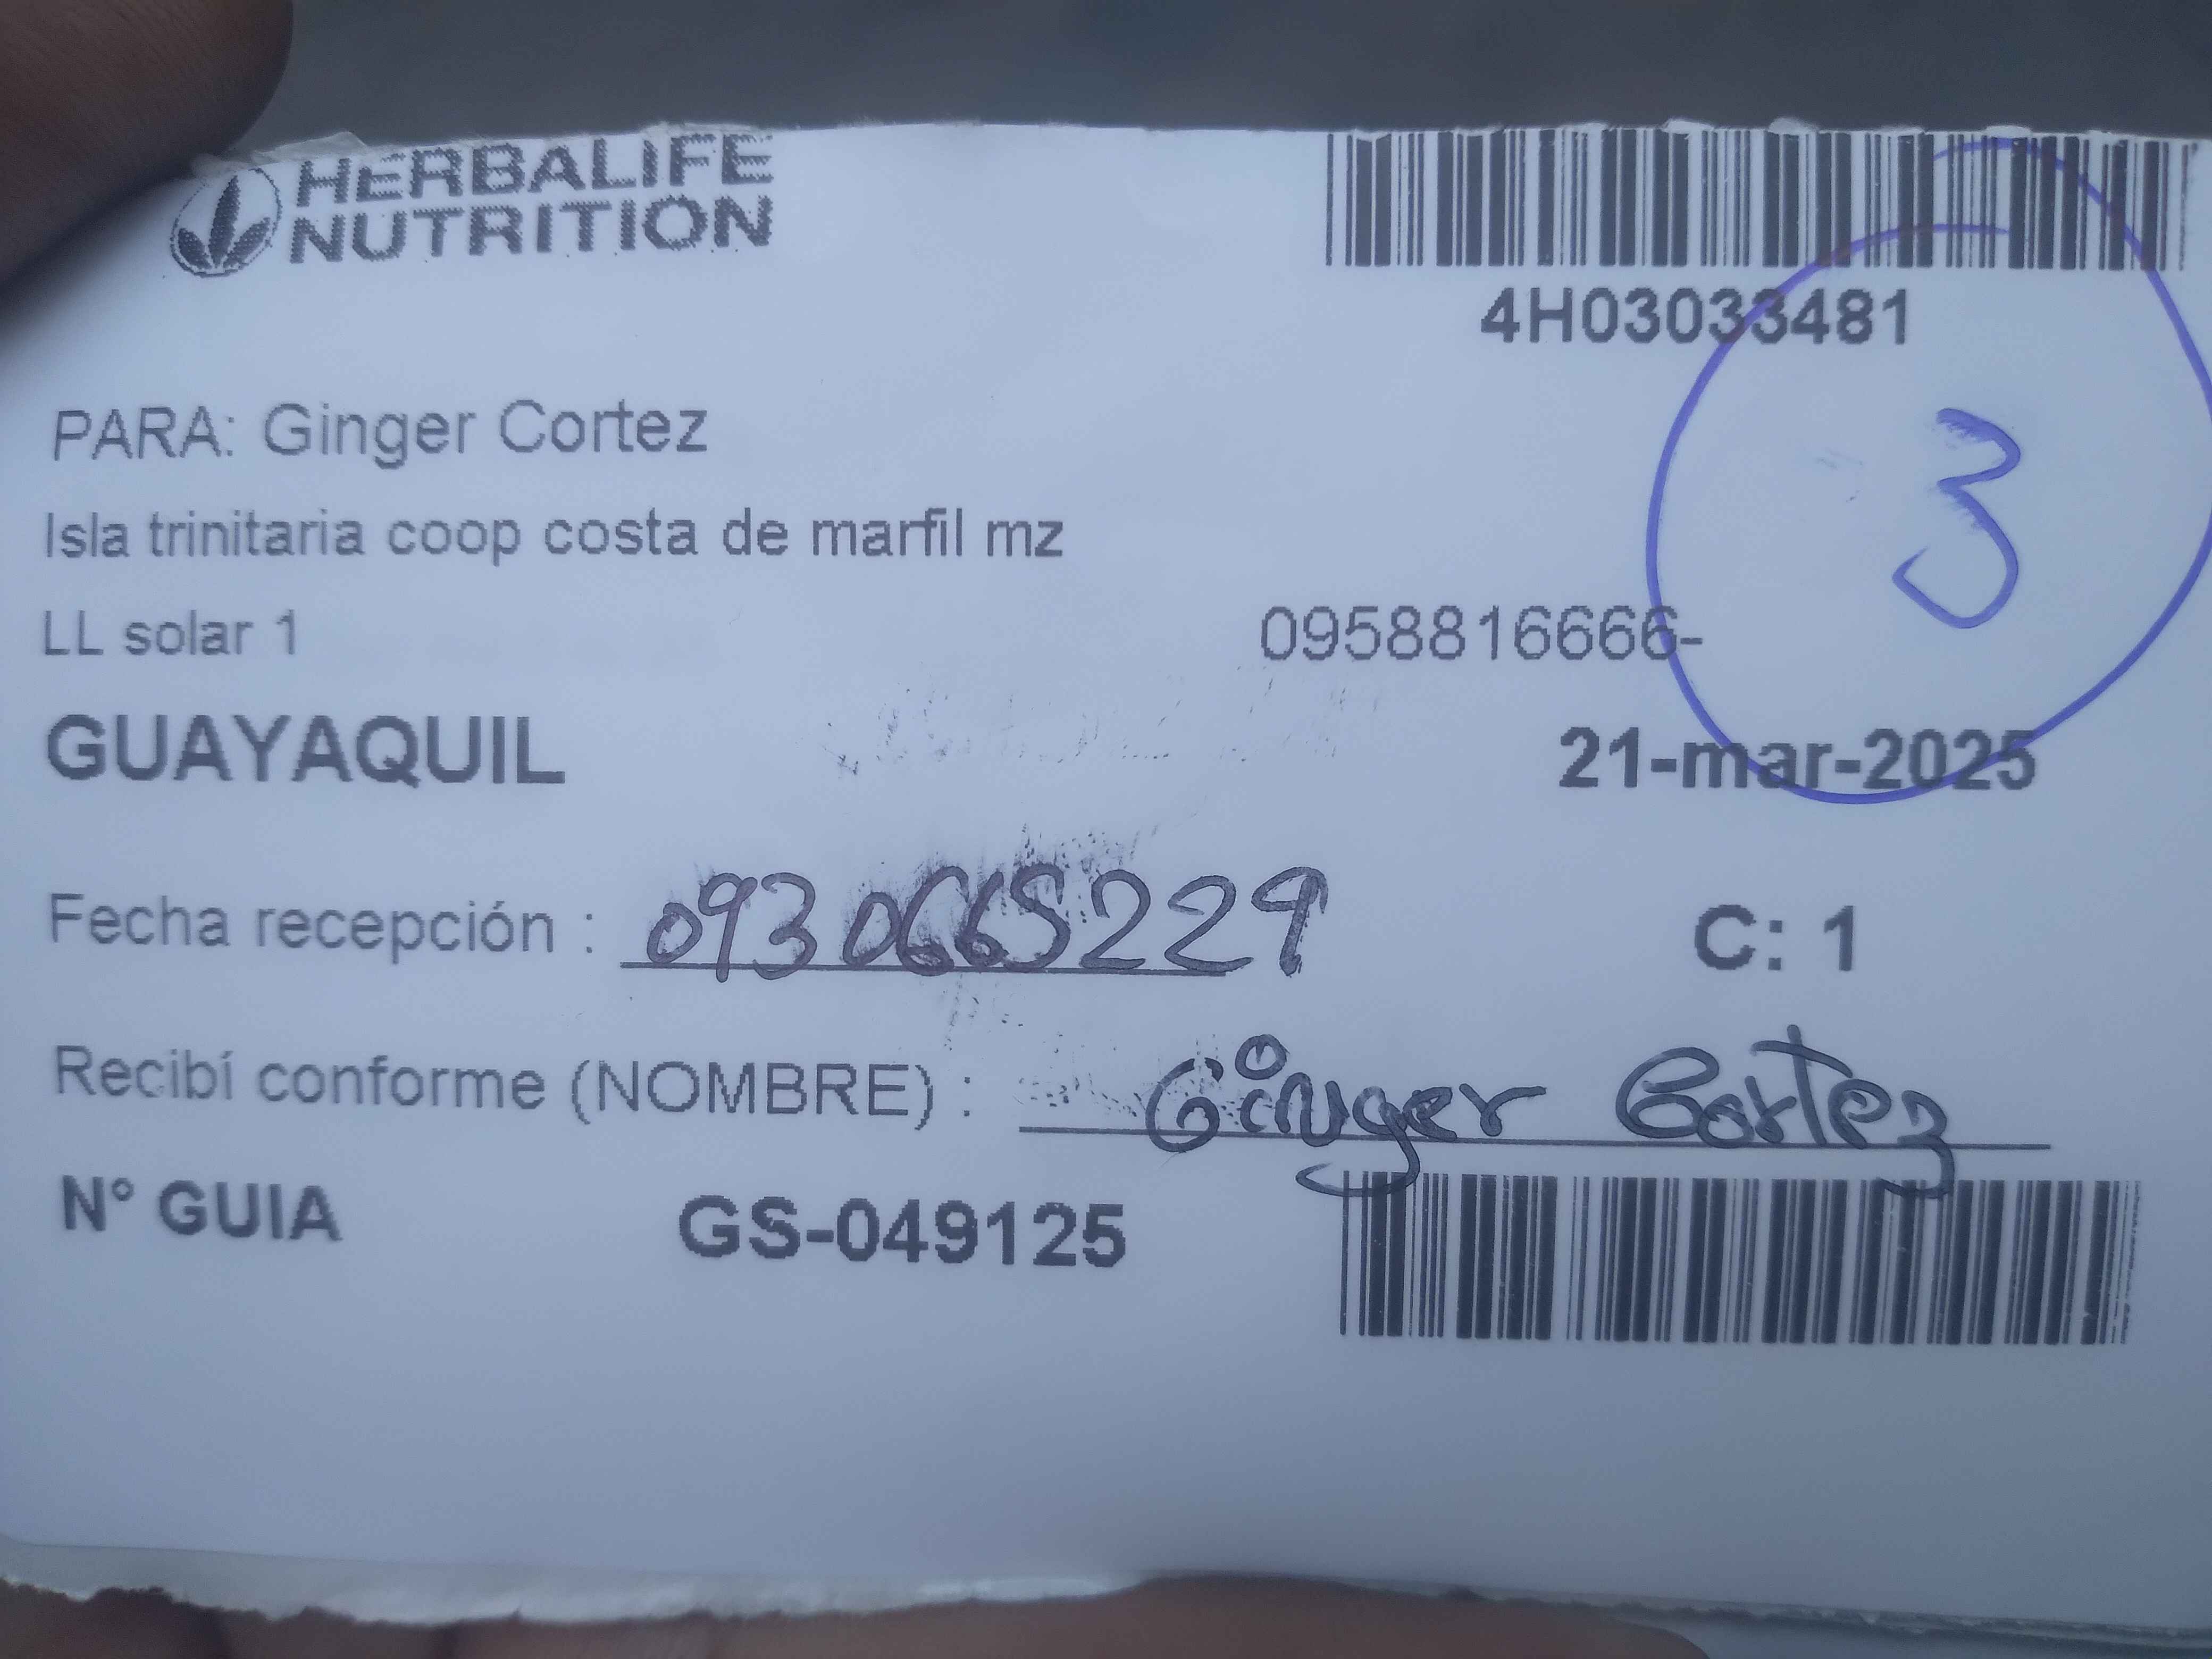 HERBALIFE
NUTRITION
4H03033481
PARA: Ginger Cortez
3
Isla trinitaria coop costa de marfil mz
LL solar 1
0958816666-
GUAYAQUIL
21-mar-2025
Fecha recepción : 0930665229
C: 1
Recibí conforme (NOMBRE) : Ginger Cortez
N° GUIA GS-049125